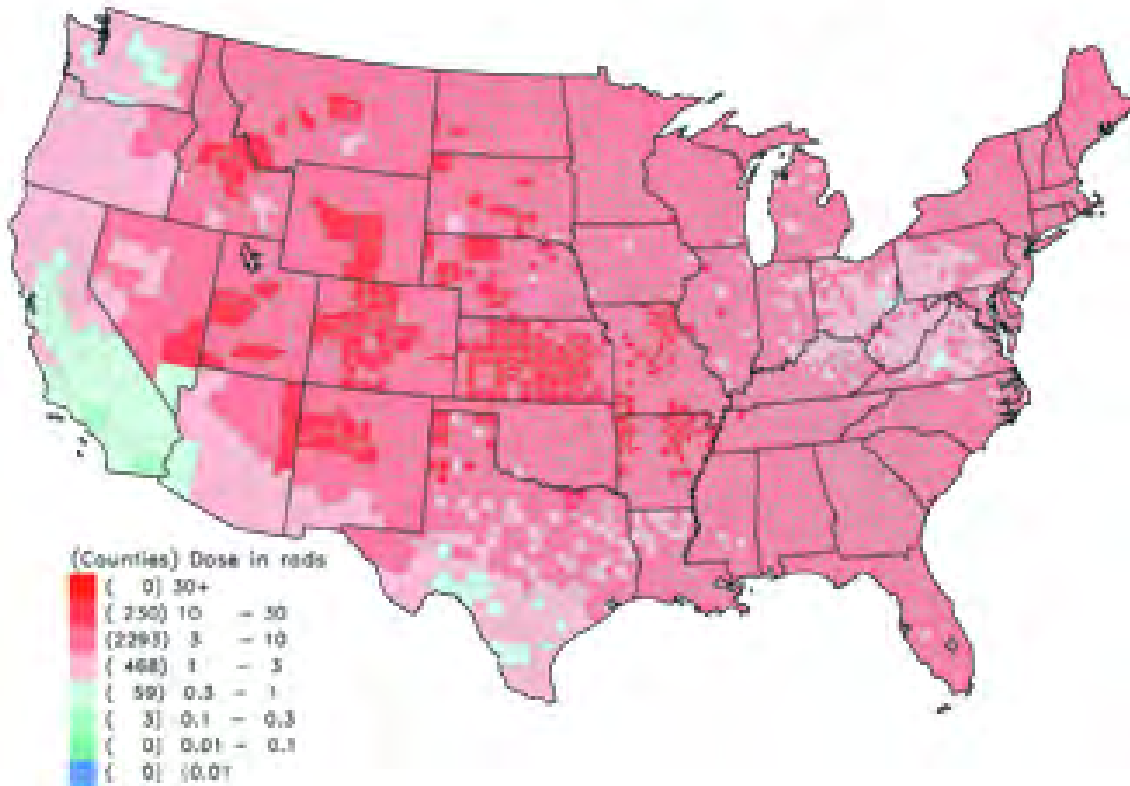 (Counties) Dose in rads
( 0) 30+
( 230) 10 - 30
(2293) 3 - 10
( 468) 1 - 3
( 59) 0.3 - 1
( 3) 0.1 - 0.3
( 0) 0.01 - 0.1
( 0) <0.01